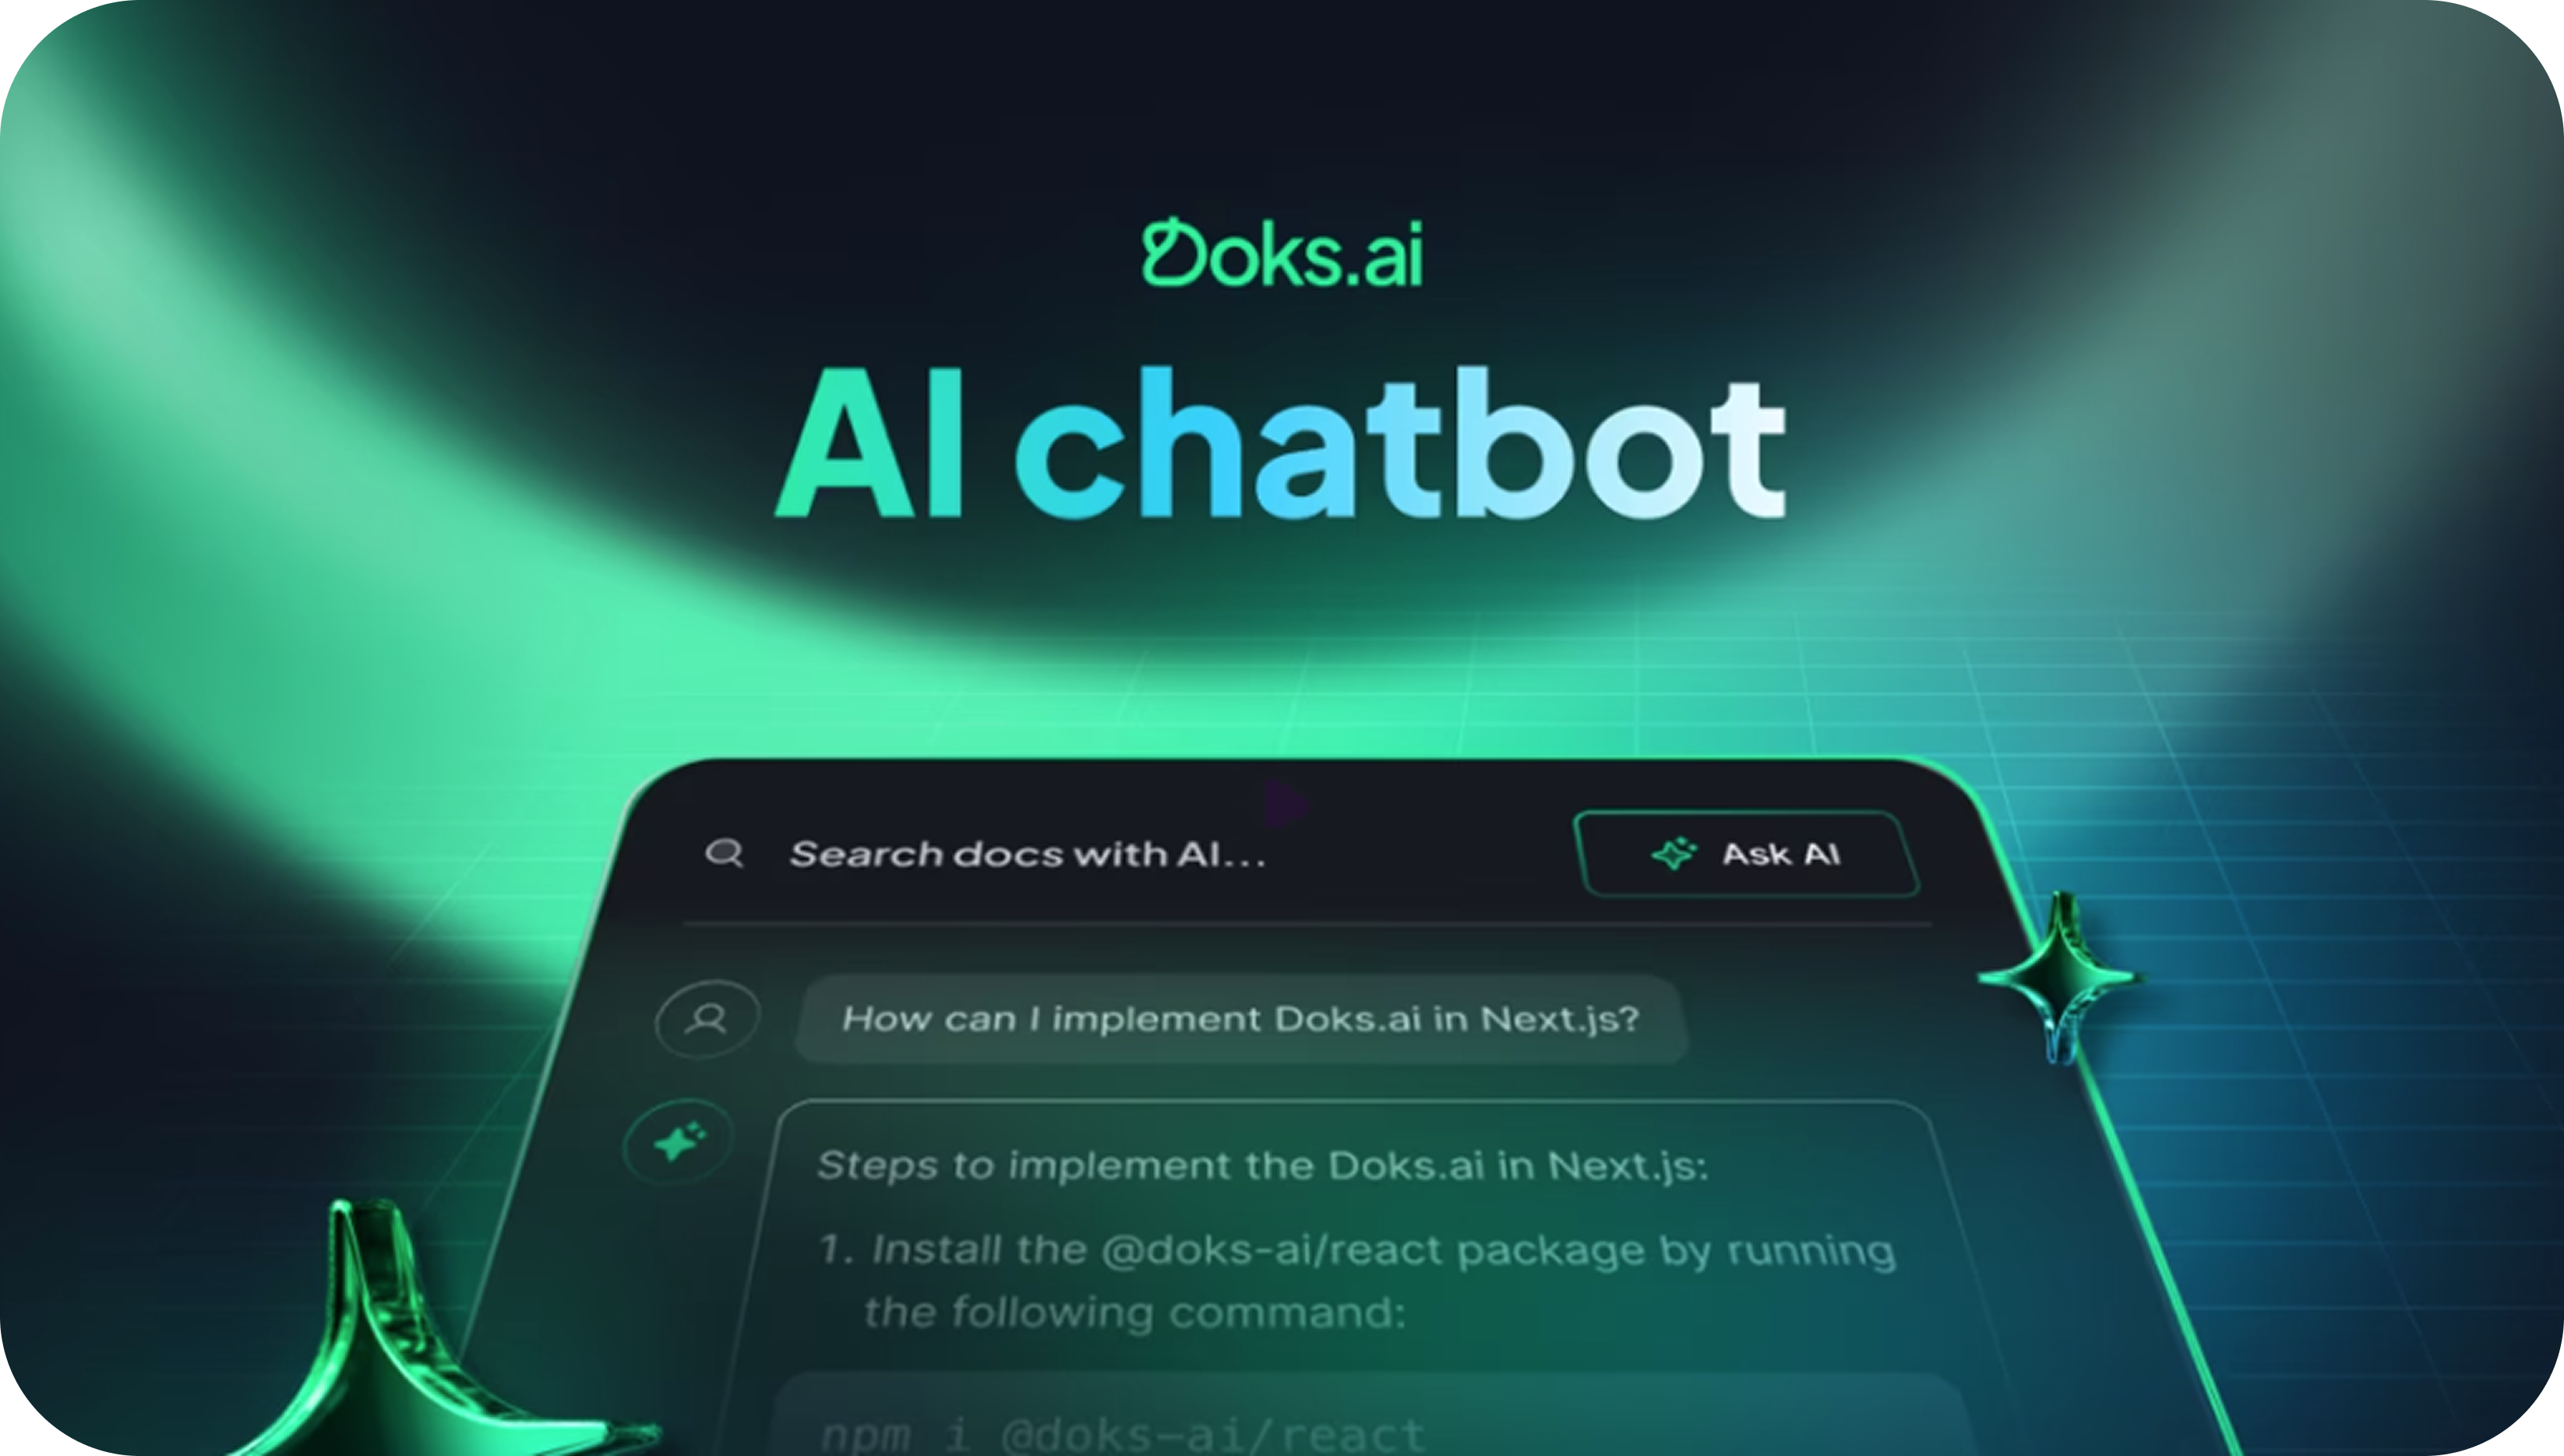 Doks.ai
AI chatbot
Search docs with AI...
Ask AI
How can I implement Doks.ai in Next.js?
Steps to implement the Doks.ai in Next.js:
1. Install the @doks-ai/react package by running
the following command:
npm i @doks-ai/react